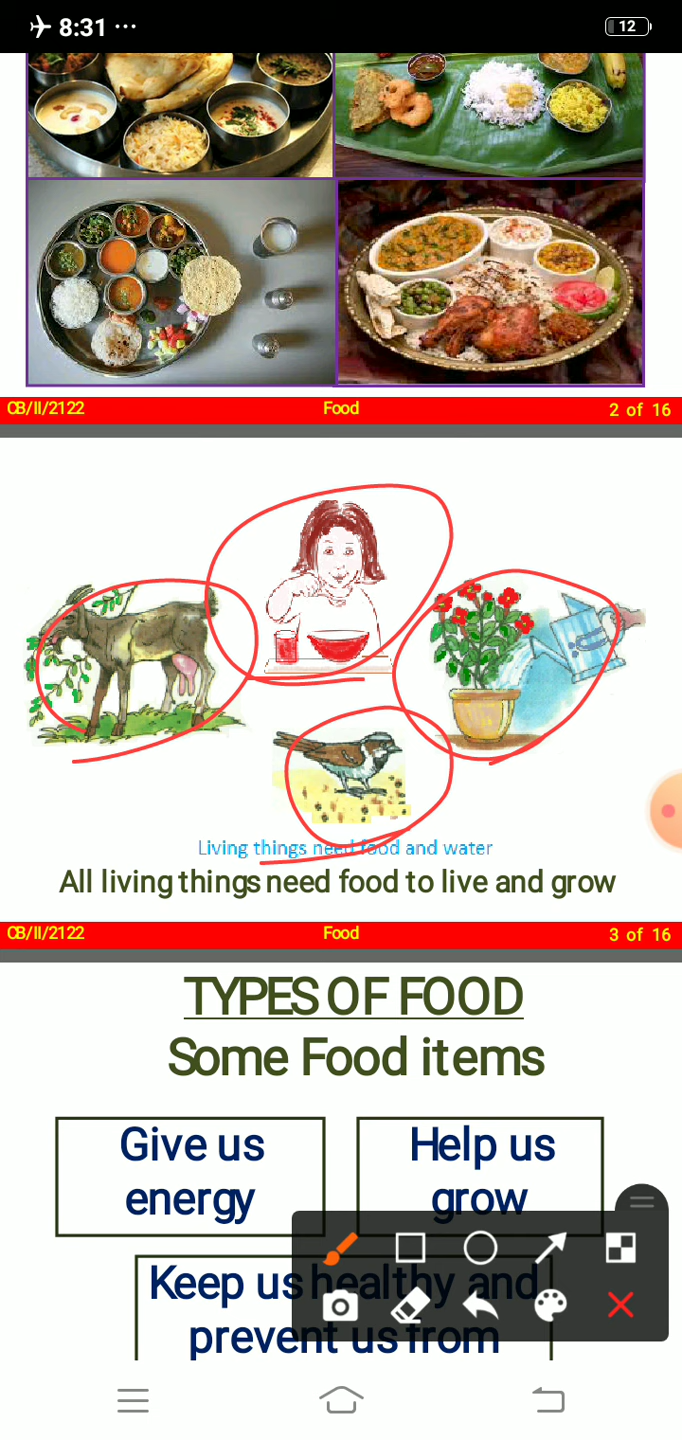 8:31 ...
12
CB/II/2122 Food 2 of 16
Living things need food and water
All living things need food to live and grow
CB/II/2122 Food 3 of 16
TYPES OF FOOD
Some Food items
Give us
energy
Help us
grow
Keep us healthy and
prevent us from